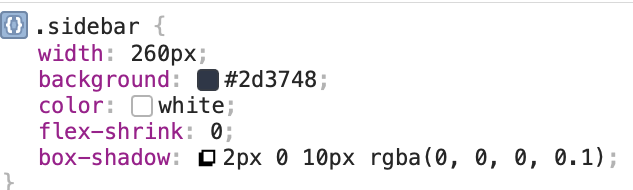 .sidebar {
width: 260px;
background: #2d3748;
color: white;
flex-shrink: 0;
box-shadow: 2px 0 10px rgba(0, 0, 0, 0.1);
}